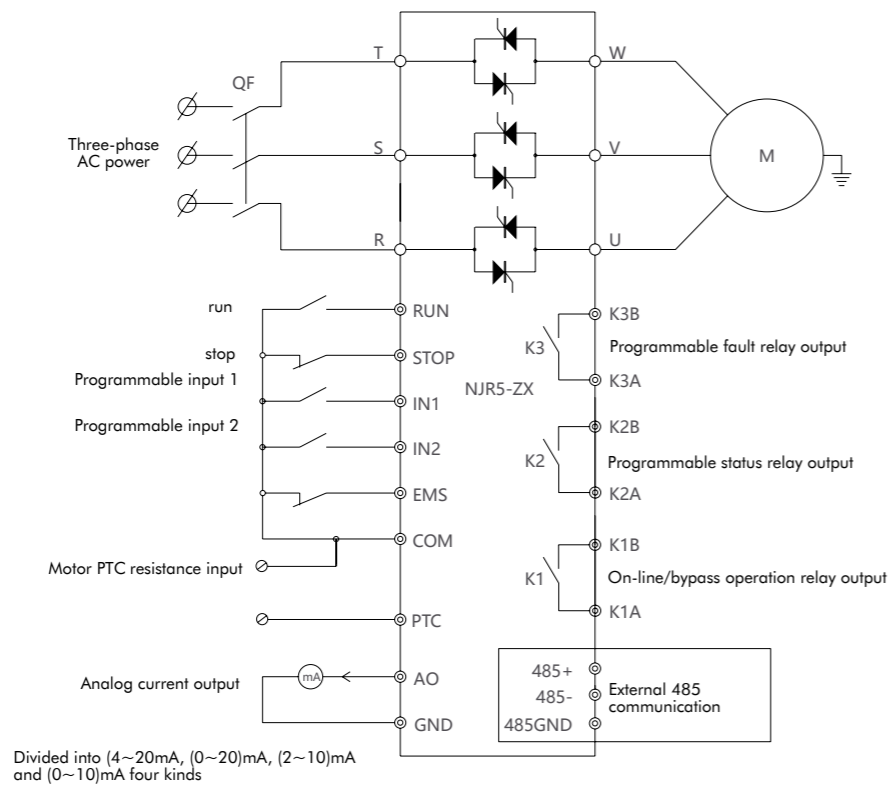 T
W
QF
Three-phase
AC power
S
V
M
R
U
run
RUN
K3B
stop
STOP
K3
Programmable fault relay output
Programmable input 1
NJR5-ZX
K3A
IN1
Programmable input 2
K2B
IN2
K2
Programmable status relay output
EMS
K2A
COM
K1B
Motor PTC resistance input
K1
On-line/bypass operation relay output
K1A
PTC
485+
Analog current output
mA
AO
485-
External 485
communication
GND
485GND
Divided into (4~20mA, (0~20)mA, (2~10)mA
and (0~10)mA four kinds